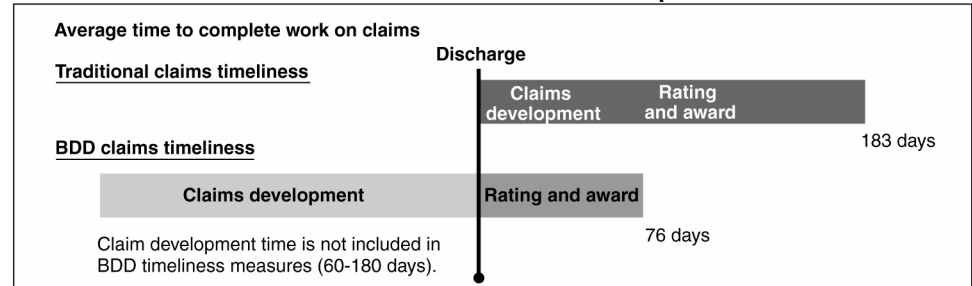 Average time to complete work on claims
Discharge
Traditional claims timeliness
Claims development
Rating and award
183 days
BDD claims timeliness
Claims development
Rating and award
76 days
Claim development time is not included in
BDD timeliness measures (60-180 days).